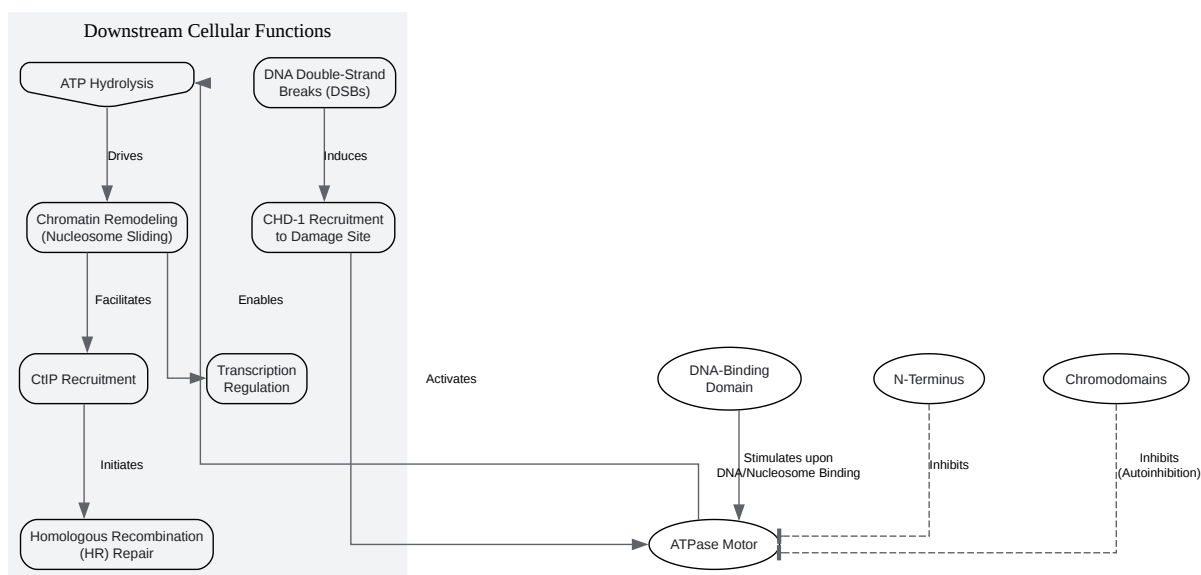 Downstream Cellular Functions
ATP Hydrolysis
DNA Double-Strand
Breaks (DSBs)
Drives
Induces
Chromatin Remodeling
(Nucleosome Sliding)
CHD-1 Recruitment
to Damage Site
Facilitates
Enables
CtIP Recruitment
Transcription
Regulation
Activates
DNA-Binding
Domain
N-Terminus
Chromodomains
Initiates
Stimulates upon
DNA/Nucleosome Binding
Inhibits
Inhibits
(Autoinhibition)
Homologous Recombination
(HR) Repair
ATPase Motor